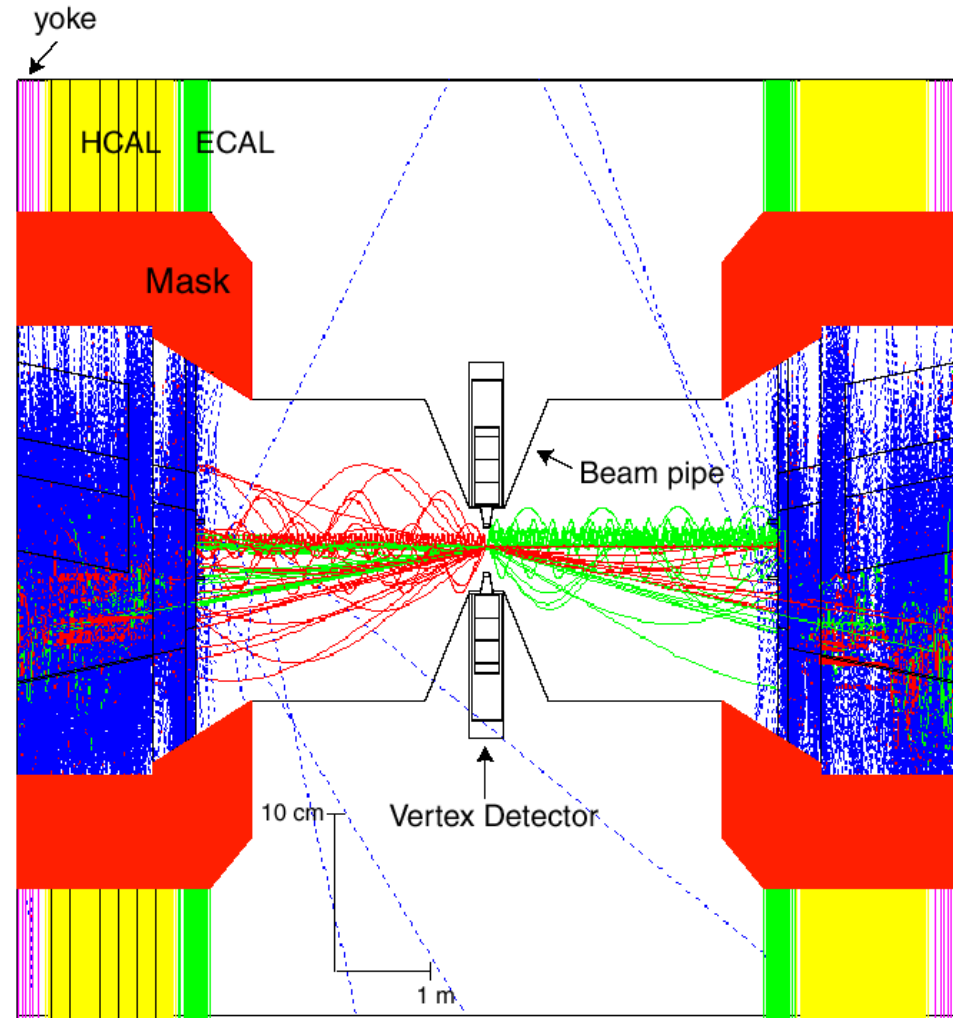 yoke
HCAL ECAL
Mask
Beam pipe
Vertex Detector
10 cm
1 m